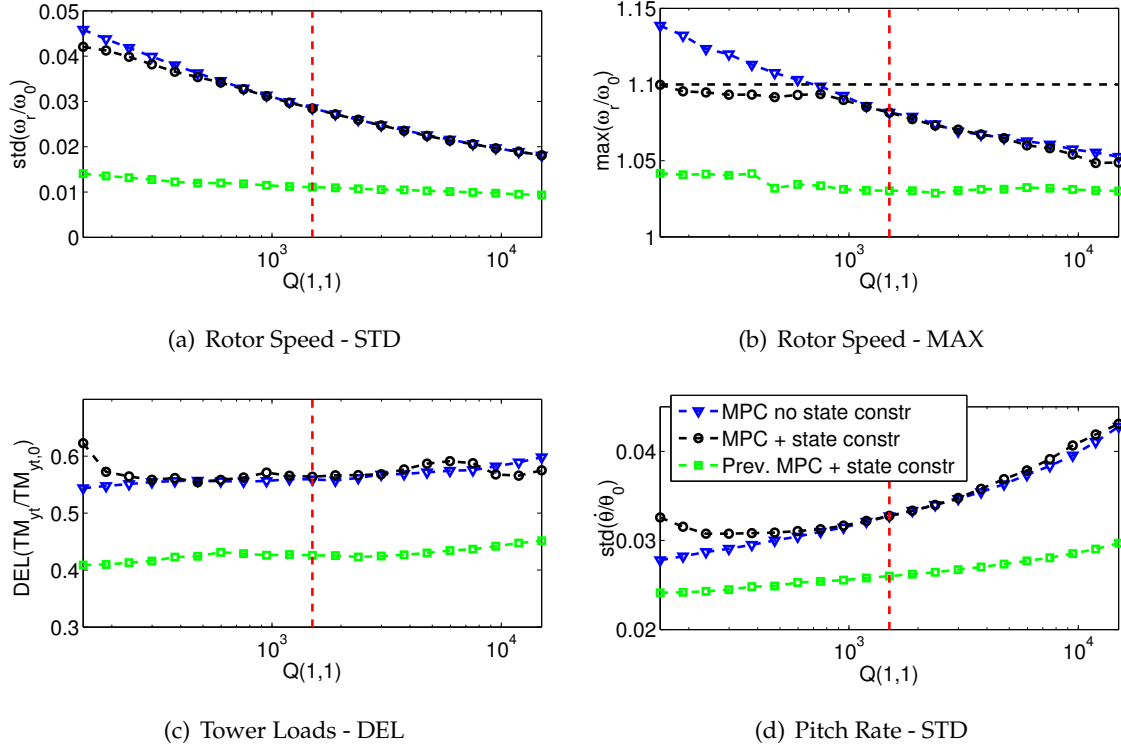 0.05
0.04
0.03
0.02
0.01
0
std(ω_r/ω_0)
10^3
10^4
Q(1,1)
(a) Rotor Speed - STD
1.15
1.10
1.05
1
max(ω_r/ω_0)
10^3
10^4
Q(1,1)
(b) Rotor Speed - MAX
0.6
0.5
0.4
0.3
DEL(TM_yt/TM_yt,0)
10^3
10^4
Q(1,1)
(c) Tower Loads - DEL
MPC no state constr
MPC + state constr
Prev. MPC + state constr
0.04
0.03
0.02
std(θ̇/θ̇_0)
10^3
10^4
Q(1,1)
(d) Pitch Rate - STD